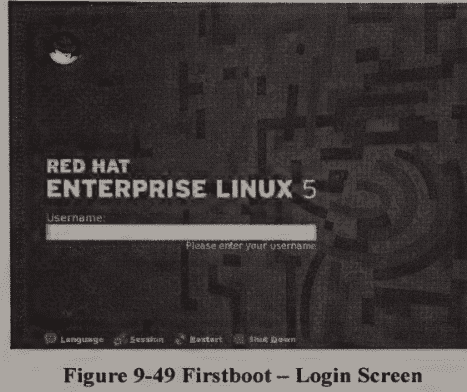 RED HAT
ENTERPRISE LINUX 5
Username:
Please enter your username
Language Session Restart Shut Down
Figure 9-49 Firstboot – Login Screen